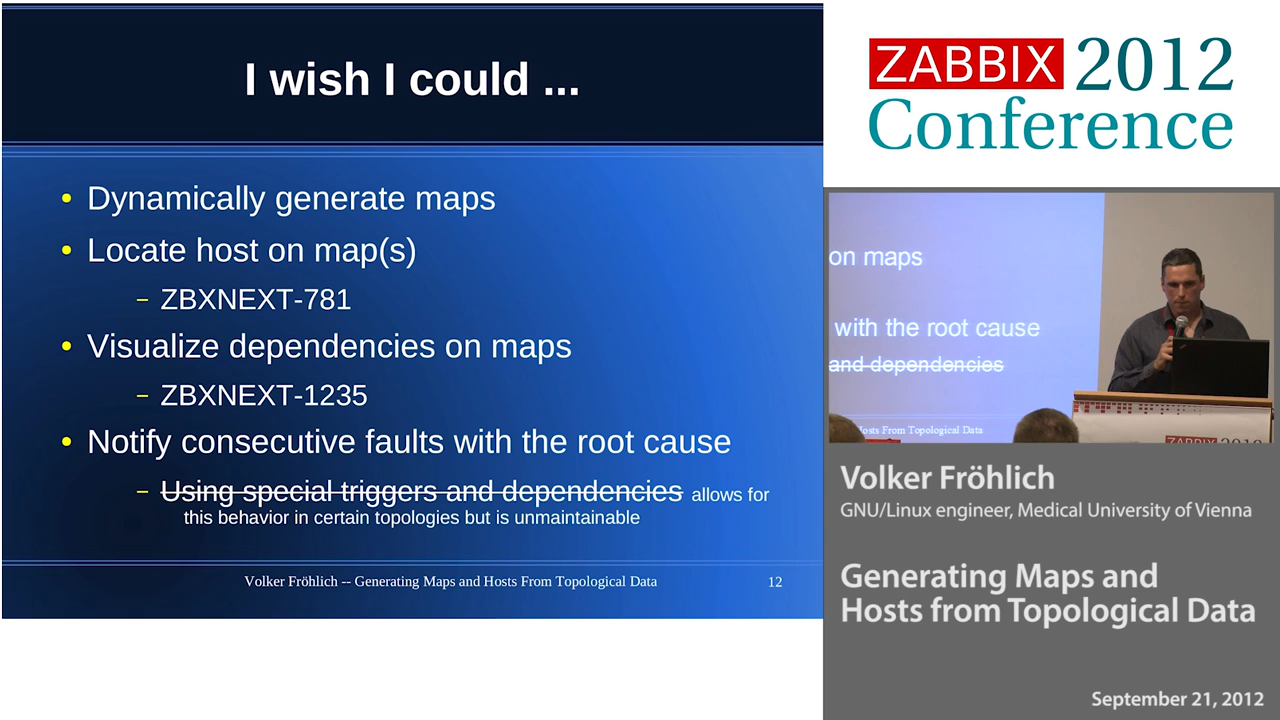 I wish I could ...
• Dynamically generate maps
• Locate host on map(s)
– ZBXNEXT-781
• Visualize dependencies on maps
– ZBXNEXT-1235
• Notify consecutive faults with the root cause
– Using special triggers and dependencies allows for
this behavior in certain topologies but is unmaintainable
Volker Fröhlich -- Generating Maps and Hosts From Topological Data 12
ZABBIX 2012
Conference
on maps
with the root cause
and dependencies
Hosts From Topological Data
ZABBIX 2012
Volker Fröhlich
GNU/Linux engineer, Medical University of Vienna
Generating Maps and
Hosts from Topological Data
September 21, 2012